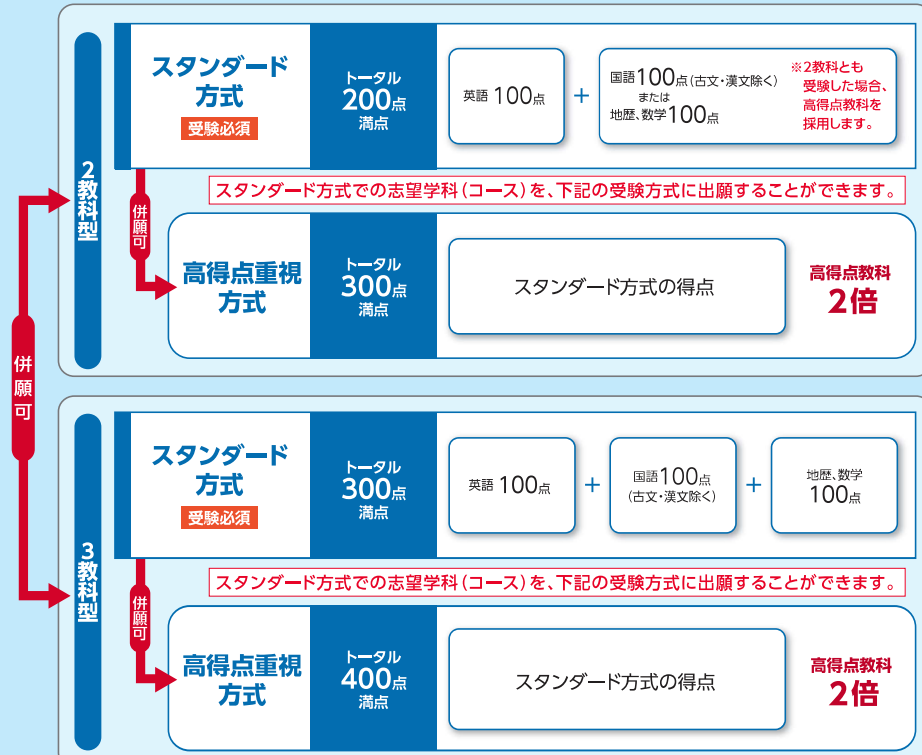 併願可
2教科型
スタンダード
方式
受験必須
トータル
200点
満点
英語 100点
+
国語100点(古文・漢文除く)
または
地歴、数学100点
※2教科とも
受験した場合、
高得点教科を
採用します。
スタンダード方式での志望学科(コース)を、下記の受験方式に出願することができます。
併願可
高得点重視
方式
トータル
300点
満点
スタンダード方式の得点
高得点教科
2倍
3教科型
スタンダード
方式
受験必須
トータル
300点
満点
英語 100点
+
国語100点
(古文・漢文除く)
+
地歴、数学
100点
スタンダード方式での志望学科(コース)を、下記の受験方式に出願することができます。
併願可
高得点重視
方式
トータル
400点
満点
スタンダード方式の得点
高得点教科
2倍